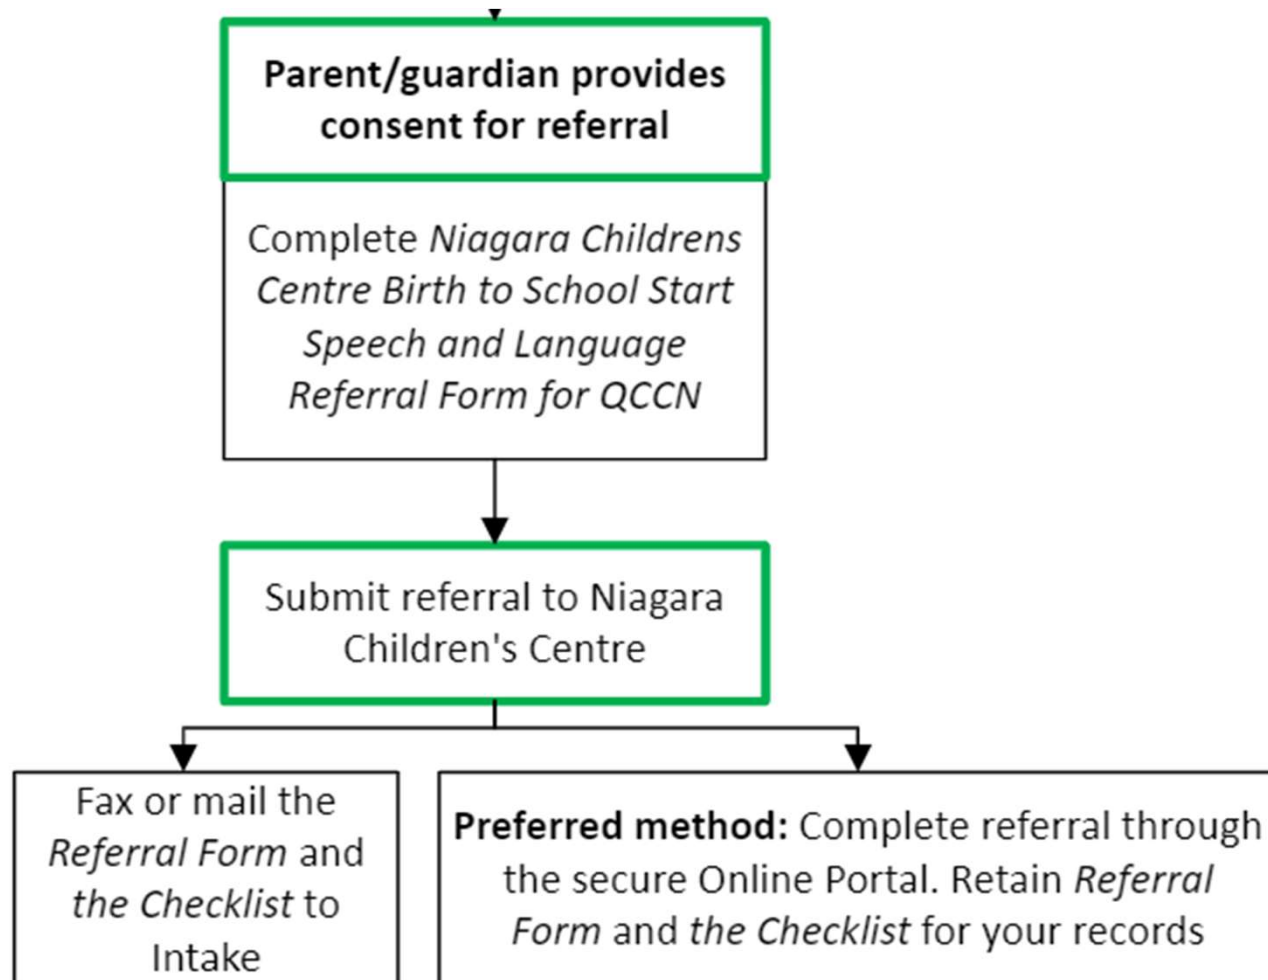 Parent/guardian provides
consent for referral
Complete Niagara Childrens
Centre Birth to School Start
Speech and Language
Referral Form for QCCN
Submit referral to Niagara
Children's Centre
Fax or mail the
Referral Form and
the Checklist to
Intake
Preferred method: Complete referral through
the secure Online Portal. Retain Referral
Form and the Checklist for your records